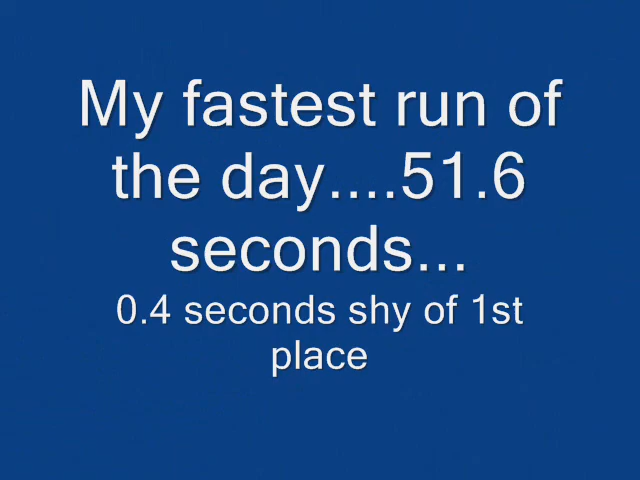 My fastest run of
the day....51.6
seconds...
0.4 seconds shy of 1st
place